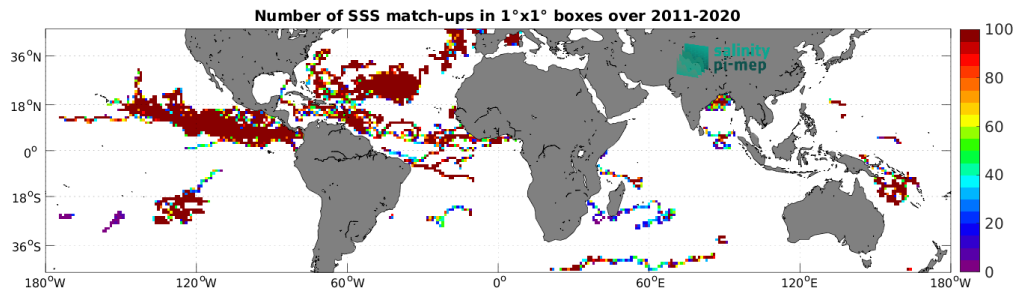 Number of SSS match-ups in 1°x1° boxes over 2011-2020
salinity
pi-mep
36°N
18°N
0°
18°S
36°S
180°W
120°W
60°W
0°
60°E
120°E
180°W
100
80
60
40
20
0